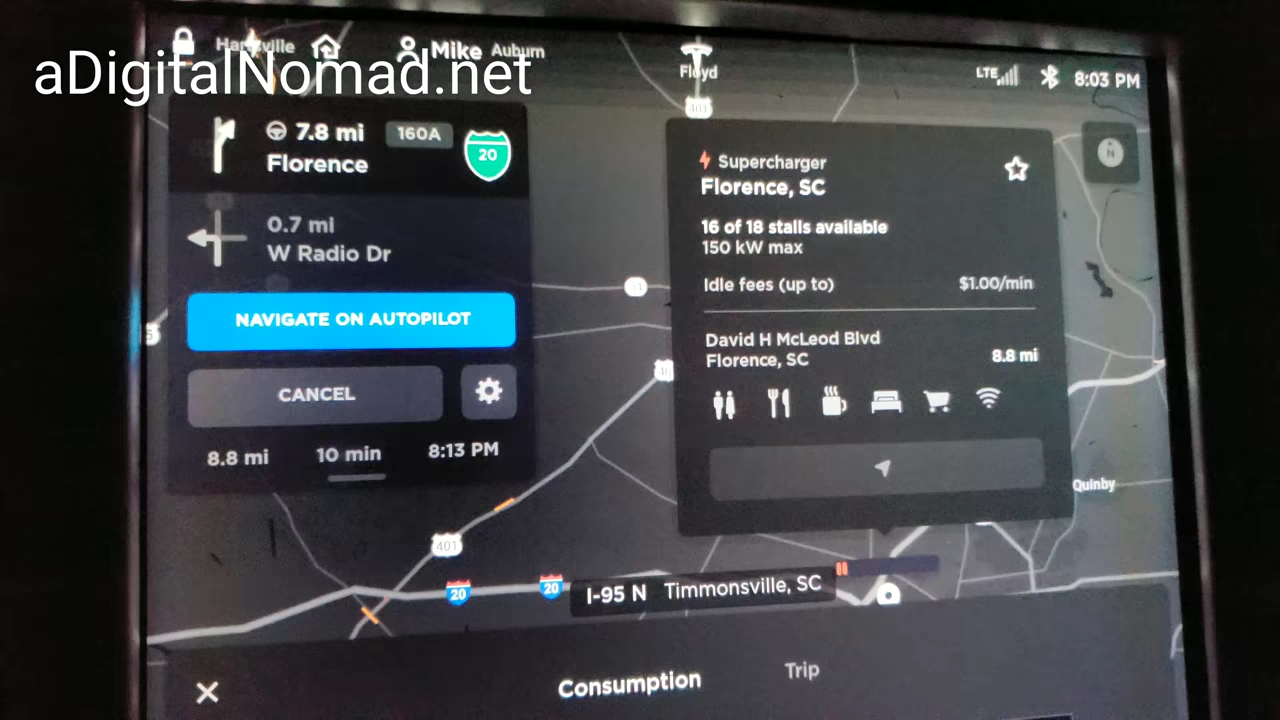 Hartsville
Mike
Auburn
aDigitalNomad.net
Floyd
401
LTE
8:03 PM
7.8 mi
160A
20
Florence
0.7 mi
W Radio Dr
NAVIGATE ON AUTOPILOT
CANCEL
8.8 mi
10 min
8:13 PM
Supercharger
Florence, SC
16 of 18 stalls available
150 kW max
Idle fees (up to)
$1.00/min
David H McLeod Blvd
Florence, SC
8.8 mi
N
Quinby
401
20
20
I-95 N Timmonsville, SC
Consumption
Trip